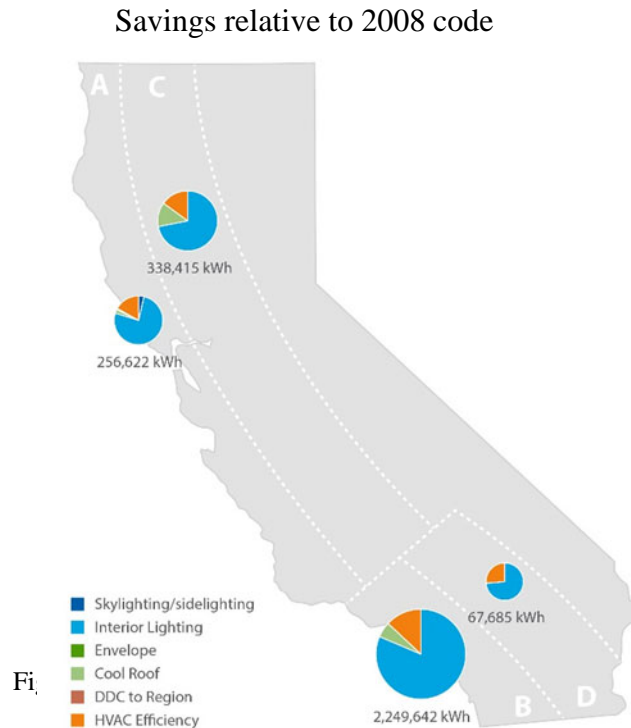 Savings relative to 2008 code
A
C
338,415 kWh
256,622 kWh
67,685 kWh
2,249,642 kWh
B
D
Skylighting/sidelighting
Interior Lighting
Envelope
Cool Roof
DDC to Region
HVAC Efficiency